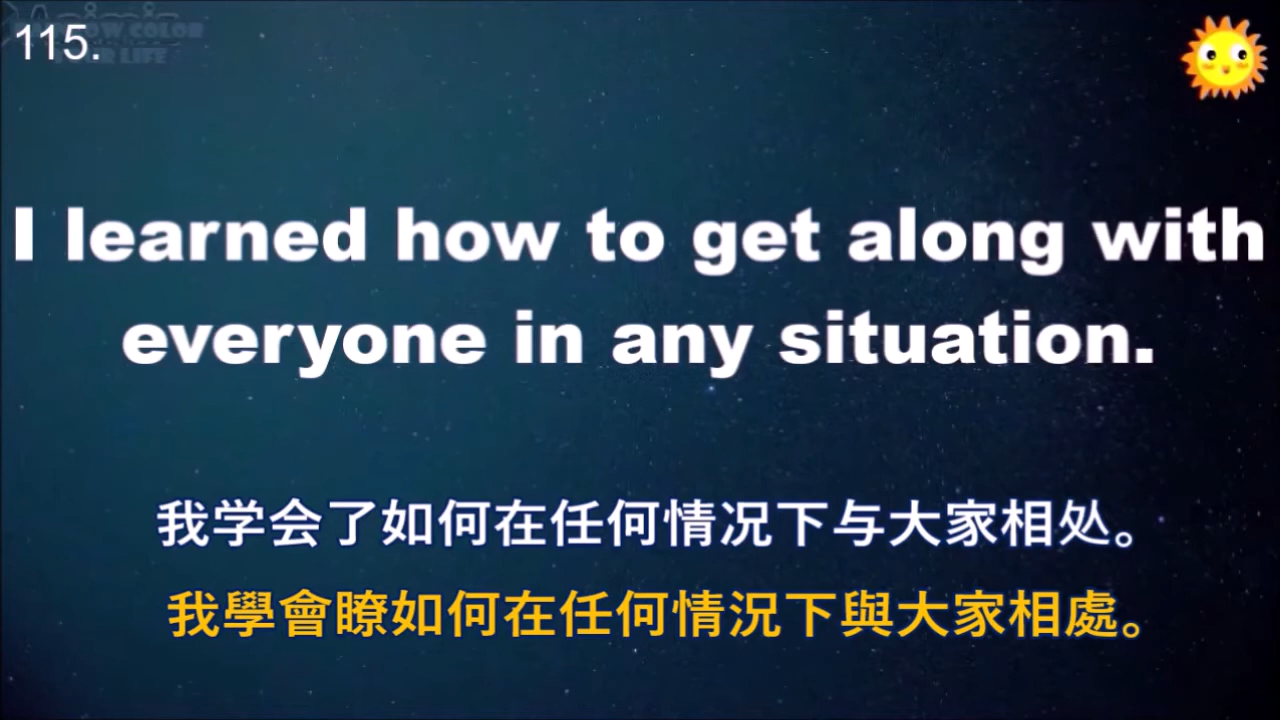 115.
I learned how to get along with
everyone in any situation.
我学会了如何在任何情况下与大家相处。
我學會瞭如何在任何情況下與大家相處。